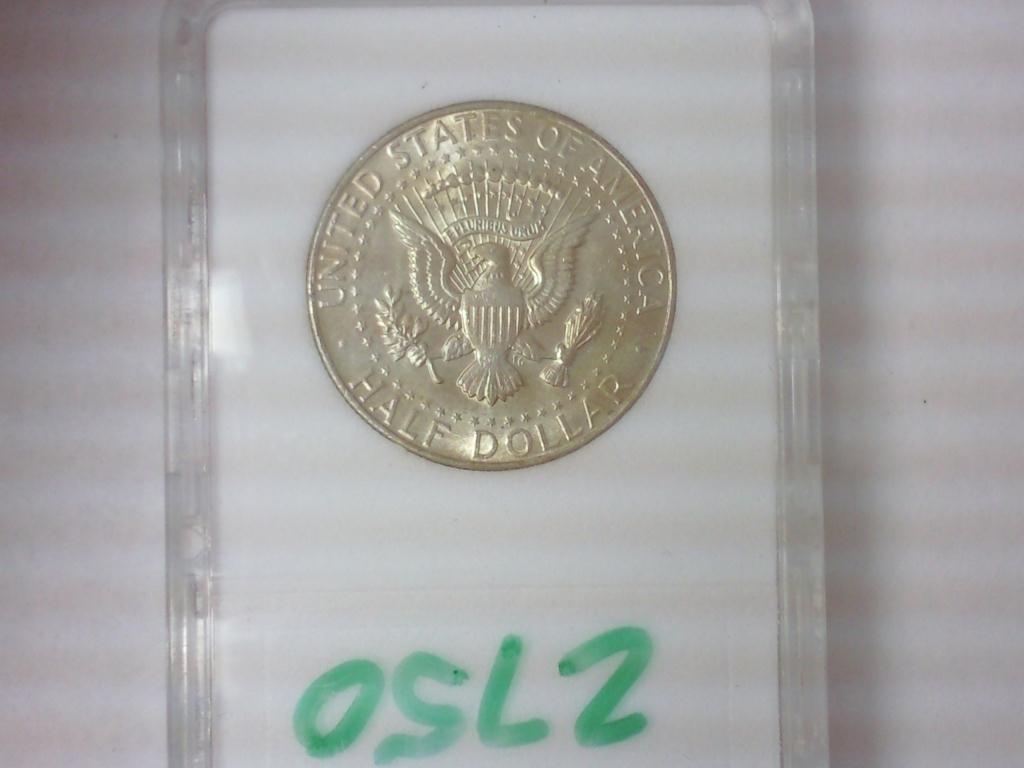 UNITED STATES OF AMERICA
PLURIBUS UNUM
HALF DOLLAR
2750